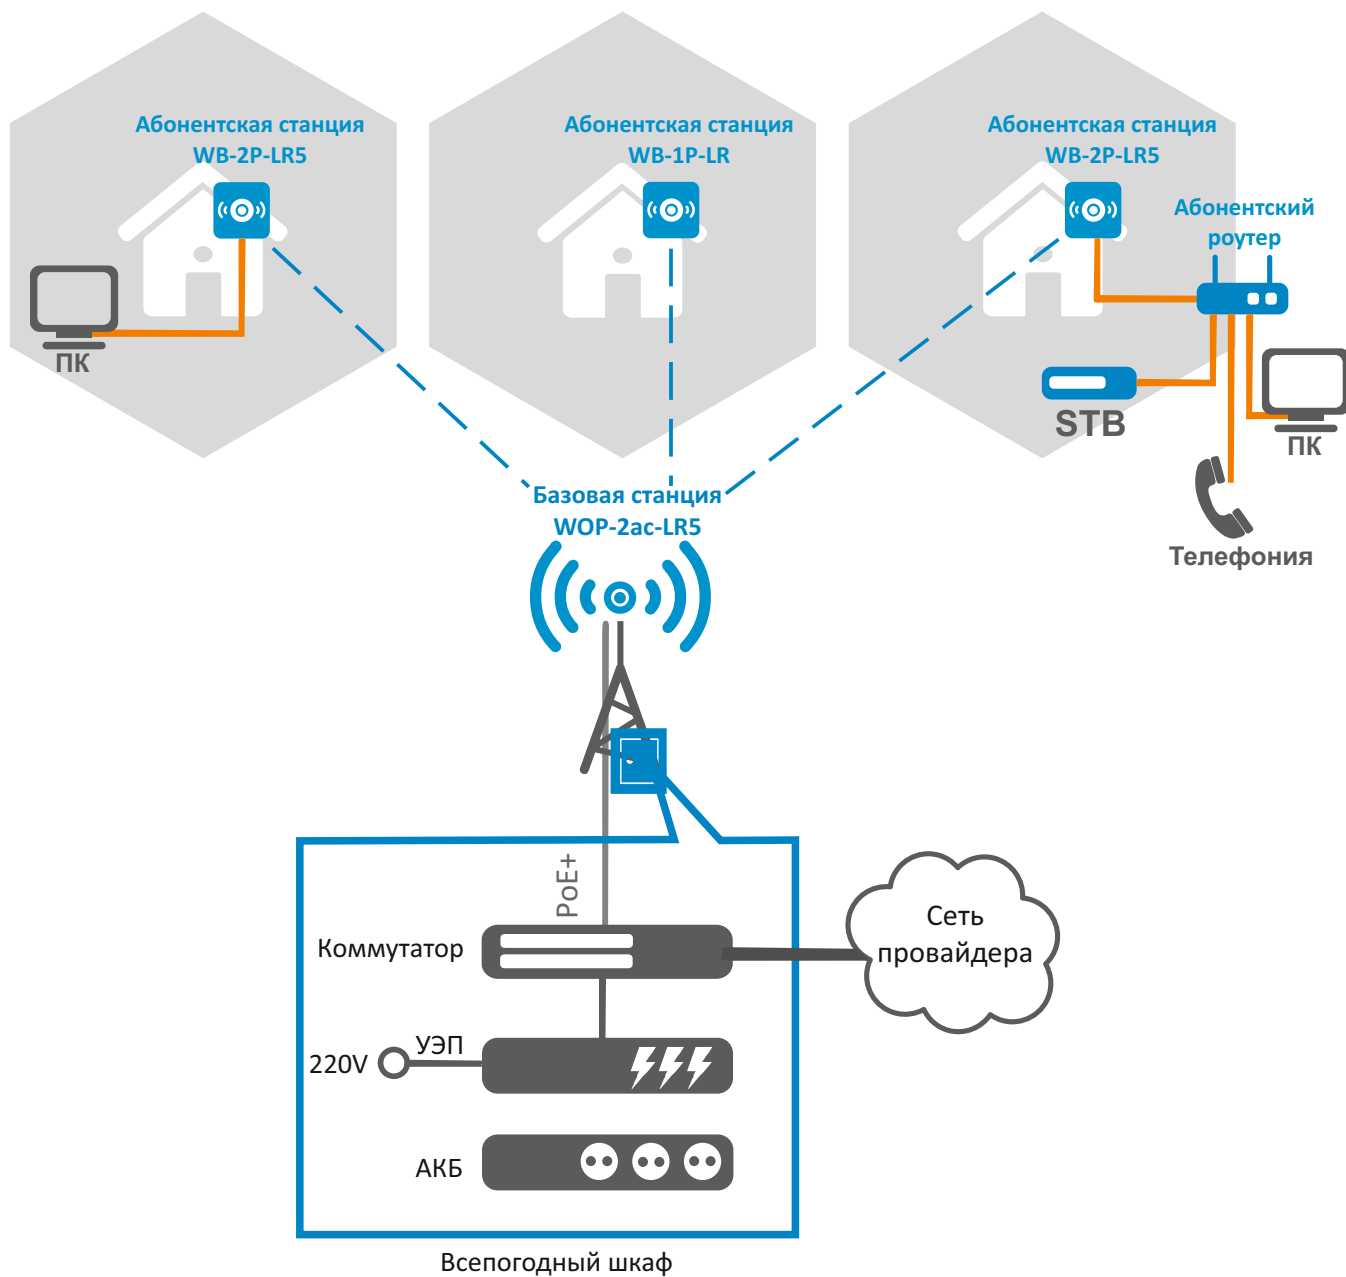 Абонентская станция
WB-2P-LR5
Абонентская станция
WB-1P-LR
Абонентская станция
WB-2P-LR5
Абонентский
роутер
ПК
STB
ПК
Телефония
Базовая станция
WOP-2ac-LR5
PoE+
Коммутатор
Сеть
провайдера
УЭП
220V
АКБ
Всепогодный шкаф